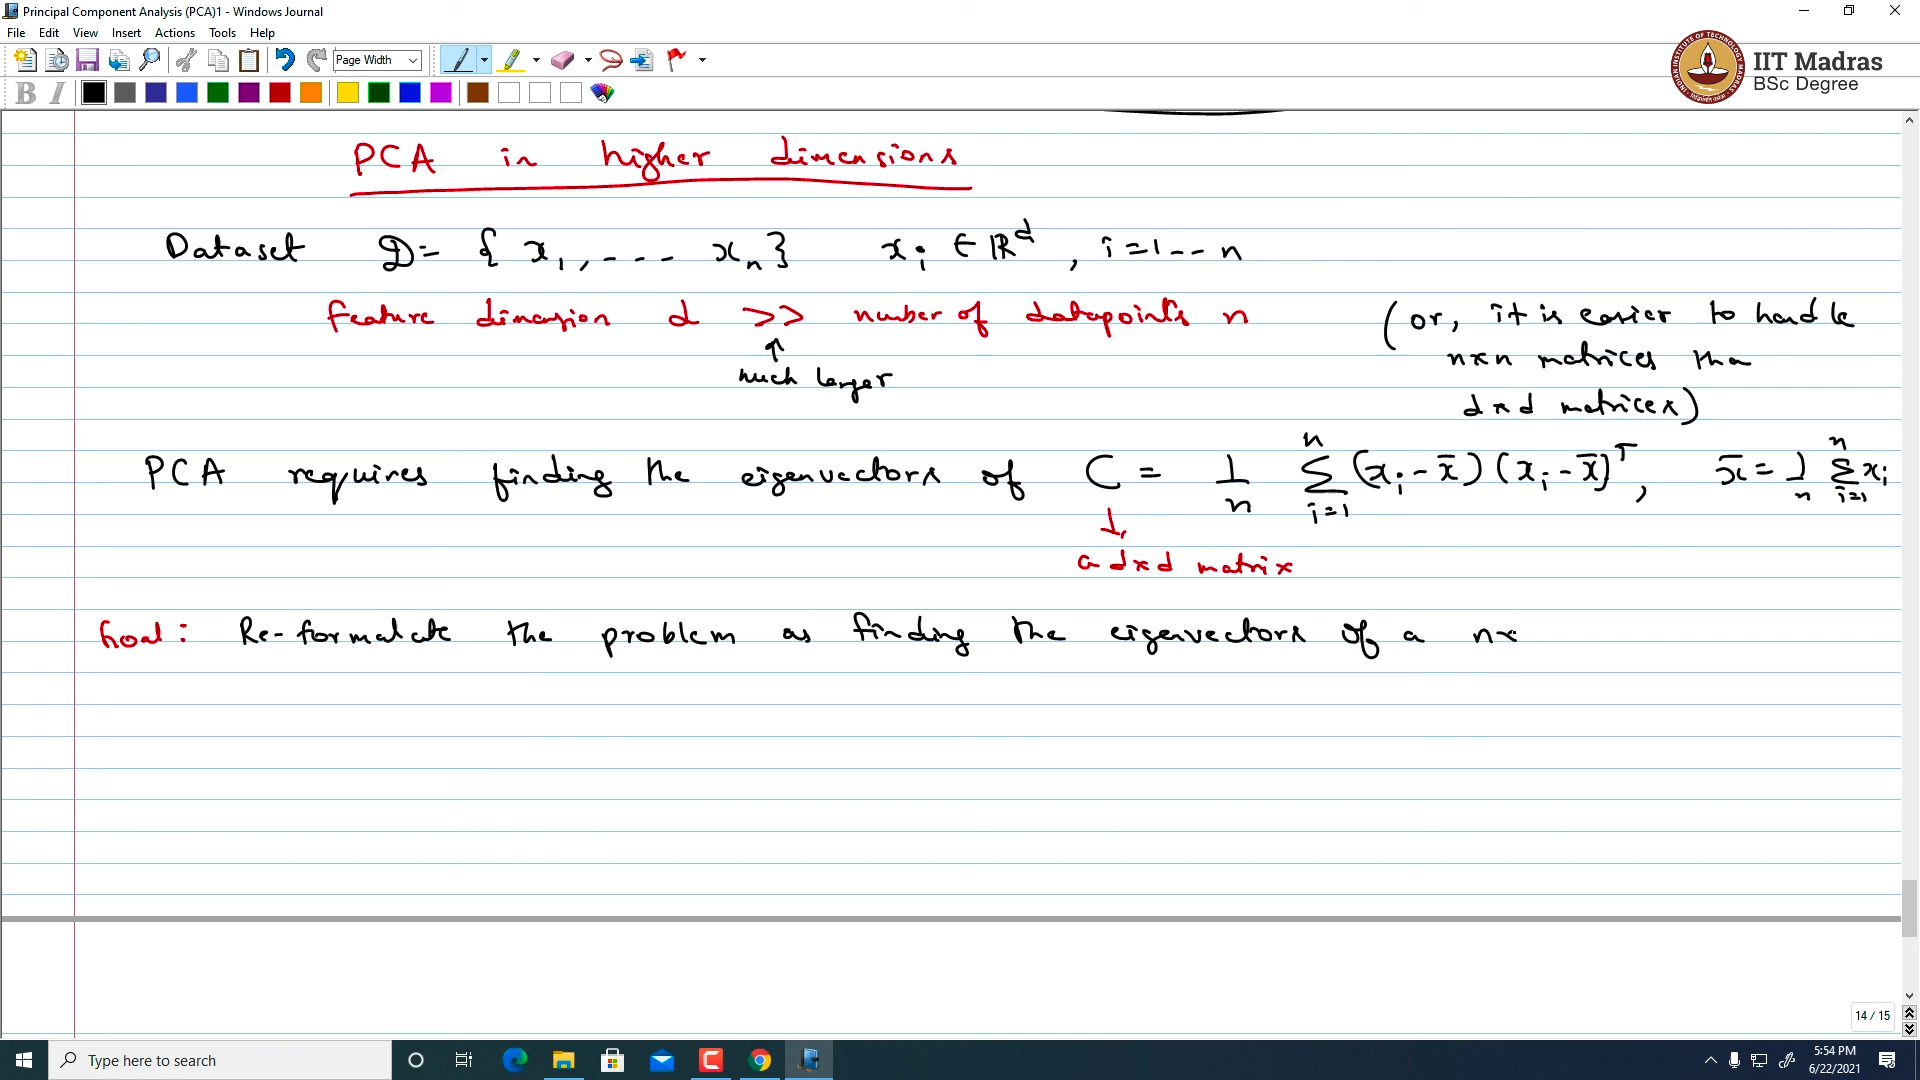 Principal Component Analysis (PCA)1 - Windows Journal
File Edit View Insert Actions Tools Help
Page Width
B I
IIT Madras
BSc Degree
PCA in higher dimensions
Dataset D = { x₁, --- xₙ } xᵢ ∈ ℝᵈ, i=1--n
feature dimension d >> number of datapoints n (or, it is easier to handle
↑ n×n matrices than
much larger d×d matrices)
PCA requires finding the eigenvectors of C = 1/n Σᵢ₌₁ⁿ (xᵢ - x̄)(xᵢ - x̄)ᵀ, x̄ = 1/n Σᵢ₌₁ⁿ xᵢ
↓
a d×d matrix
Goal: Re-formulate the problem as finding the eigenvectors of a n×
14 / 15
Type here to search
5:54 PM
6/22/2021